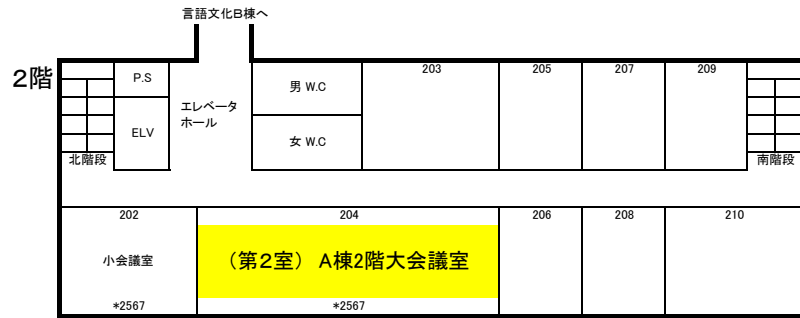 言語文化B棟へ
2階
P.S
エレベータ
ホール
男 W.C
203
205
207
209
ELV
女 W.C
北階段
南階段
202
204
206
208
210
小会議室
（第２室） A棟2階大会議室
*2567
*2567